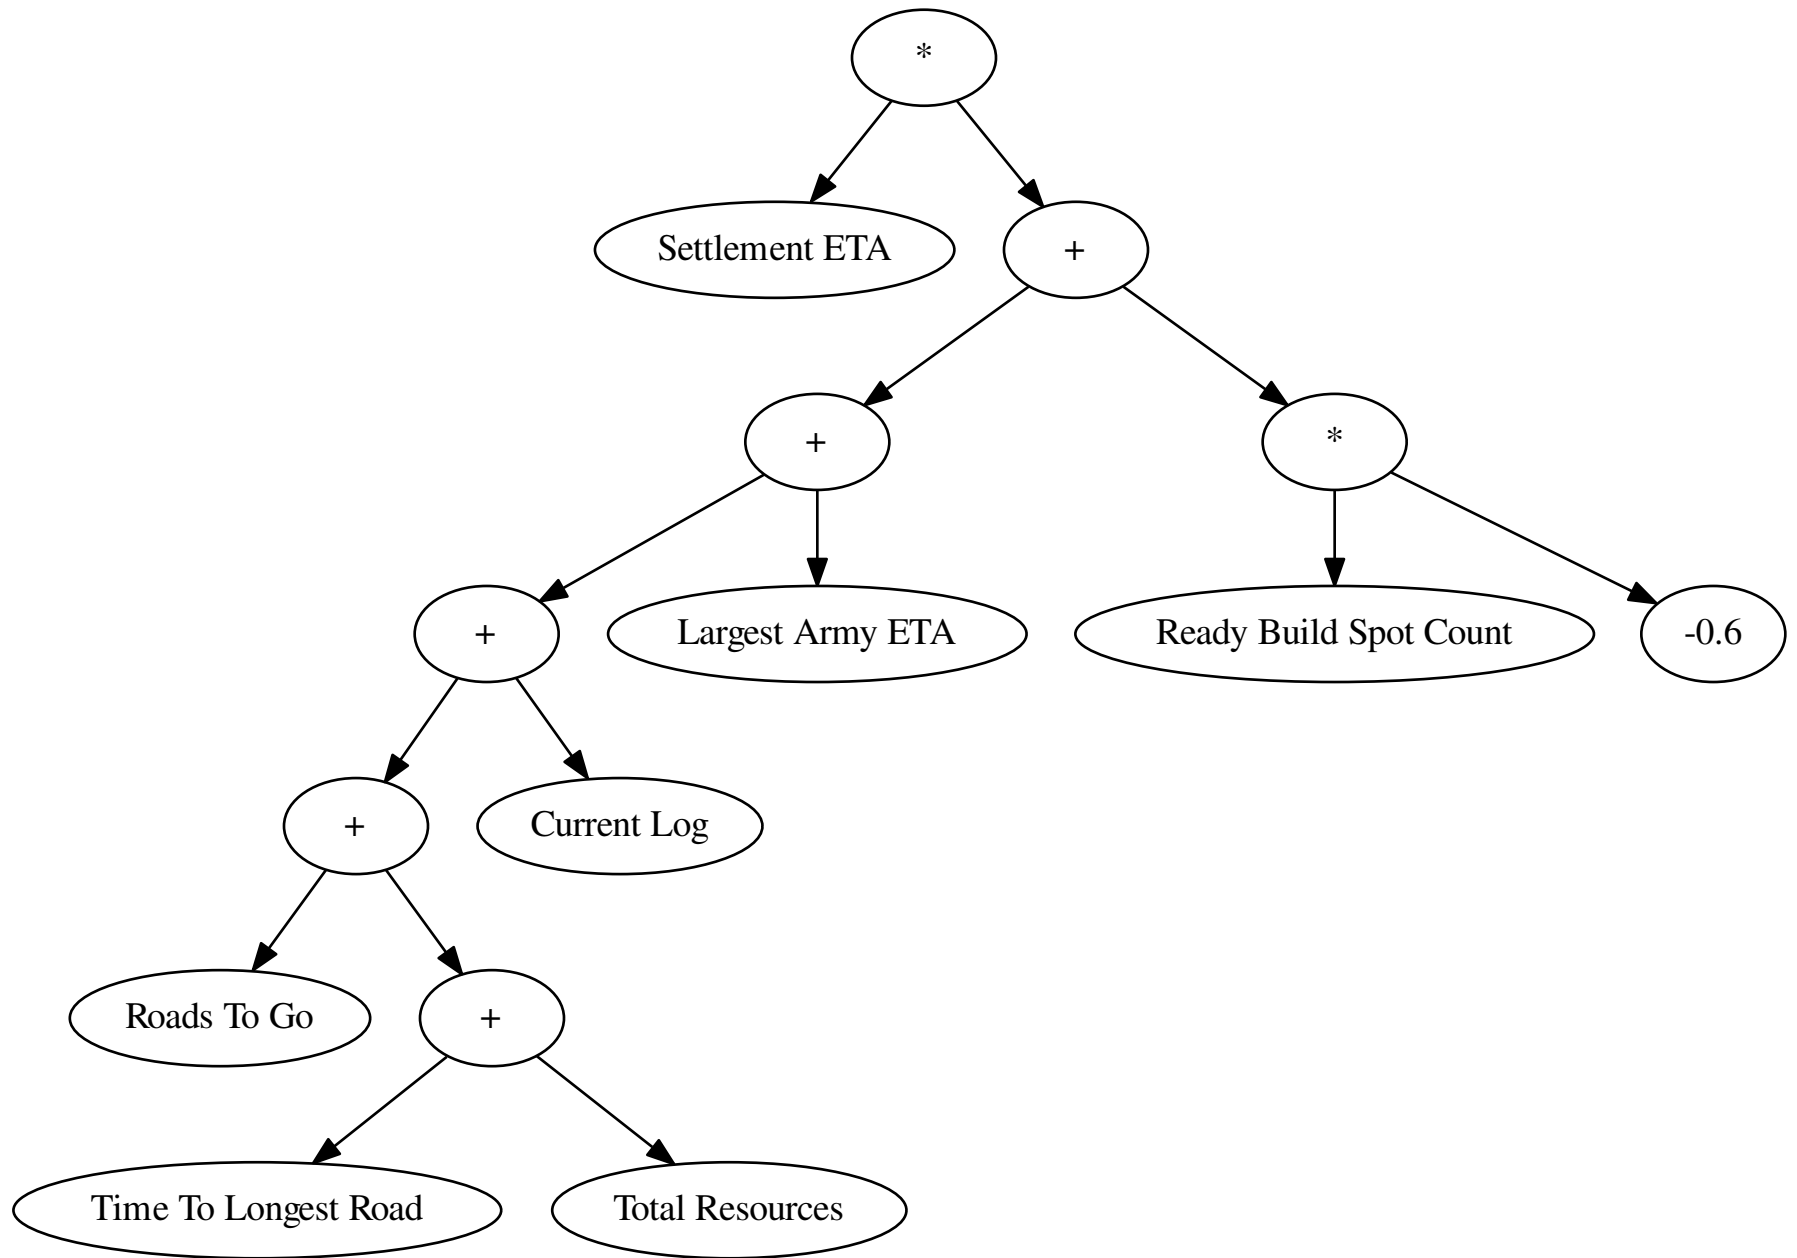 *
Settlement ETA
+
+
*
+
Largest Army ETA
Ready Build Spot Count
-0.6
+
Current Log
Roads To Go
+
Time To Longest Road
Total Resources